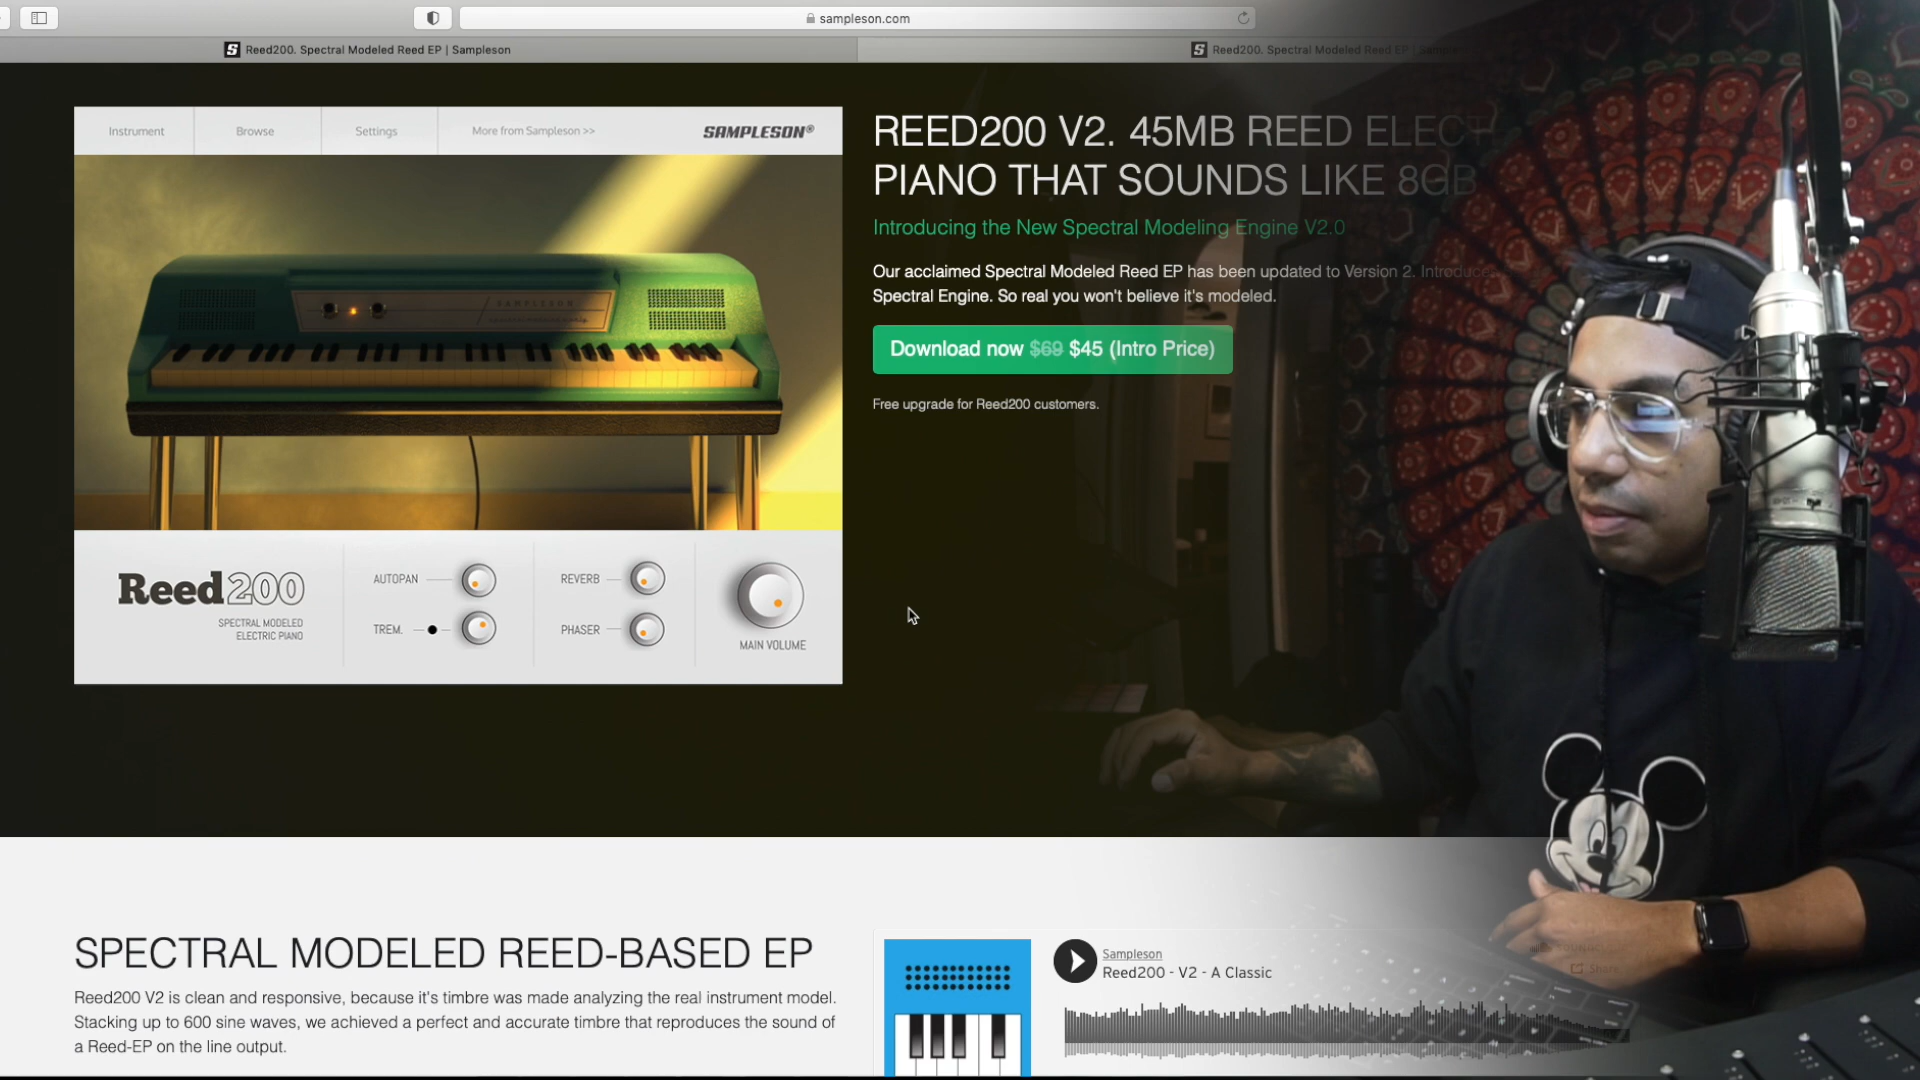 sampleson.com
Reed200. Spectral Modeled Reed EP | Sampleson
Reed200. Spectral Modeled Reed EP |
Instrument
Browse
Settings
More from Sampleson >>
SAMPLESON®
SAMPLESON
Reed200
SPECTRAL MODELED
ELECTRIC PIANO
AUTOPAN
TREM.
REVERB
PHASER
MAIN VOLUME
REED200 V2. 45MB REED ELECT
PIANO THAT SOUNDS LIKE 8GB
Introducing the New Spectral Modeling Engine V2.0
Our acclaimed Spectral Modeled Reed EP has been updated to Version 2. Introduces
Spectral Engine. So real you won't believe it's modeled.
Download now $69 $45 (Intro Price)
Free upgrade for Reed200 customers.
SPECTRAL MODELED REED-BASED EP
Reed200 V2 is clean and responsive, because it's timbre was made analyzing the real instrument model.
Stacking up to 600 sine waves, we achieved a perfect and accurate timbre that reproduces the sound of
a Reed-EP on the line output.
Sampleson
Reed200 - V2 - A Classic
Share